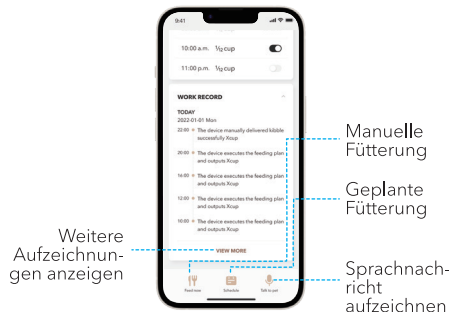 9:41
10:00 a.m. 1/12 cup
11:00 p.m. 1/12 cup
WORK RECORD
TODAY
2022-01-01 Mon
22:00 The device manually delivered kibble
successfully Xcup
20:00 The device executes the feeding plan
and outputs Xcup
16:00 The device executes the feeding plan
and outputs Xcup
12:00 The device executes the feeding plan
and outputs Xcup
10:00 The device executes the feeding plan
and outputs Xcup
VIEW MORE
Feed now
Schedule
Talk to pet
Manuelle
Fütterung
Geplante
Fütterung
Weitere
Aufzeichnun-
gen anzeigen
Sprachnach-
richt
aufzeichnen